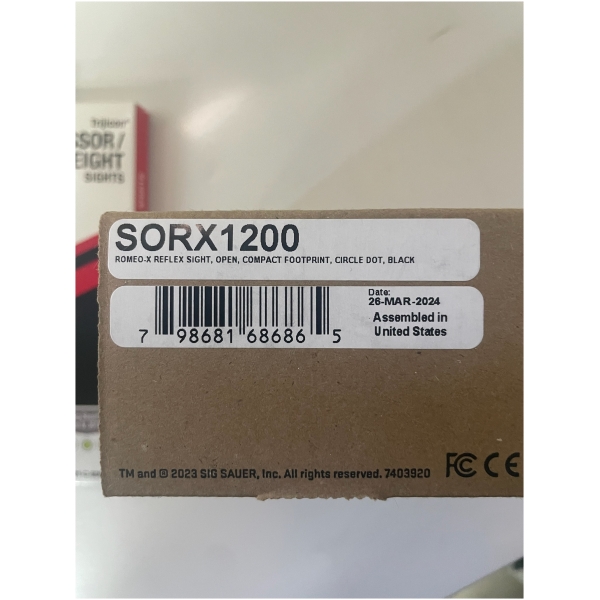 Trijicon
SSOR/
EIGHT
SIGHTS
SORX1200
ROMEO-X REFLEX SIGHT, OPEN, COMPACT FOOTPRINT, CIRCLE DOT, BLACK
Date:
26-MAR-2024
Assembled in
United States
7 98681 68686 5
TM and © 2023 SIG SAUER, Inc. All rights reserved. 7403920
FC CE